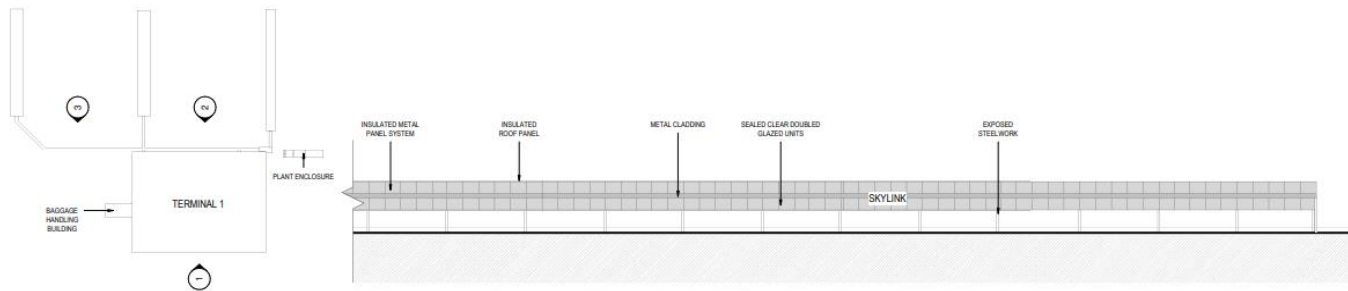 3
2
PLANT ENCLOSURE
TERMINAL 1
BAGGAGE
HANDLING
BUILDING
1
INSULATED METAL
PANEL SYSTEM
INSULATED
ROOF PANEL
METAL CLADDING
SEALED CLEAR DOUBLED
GLAZED UNITS
EXPOSED
STEELWORK
SKYLINK